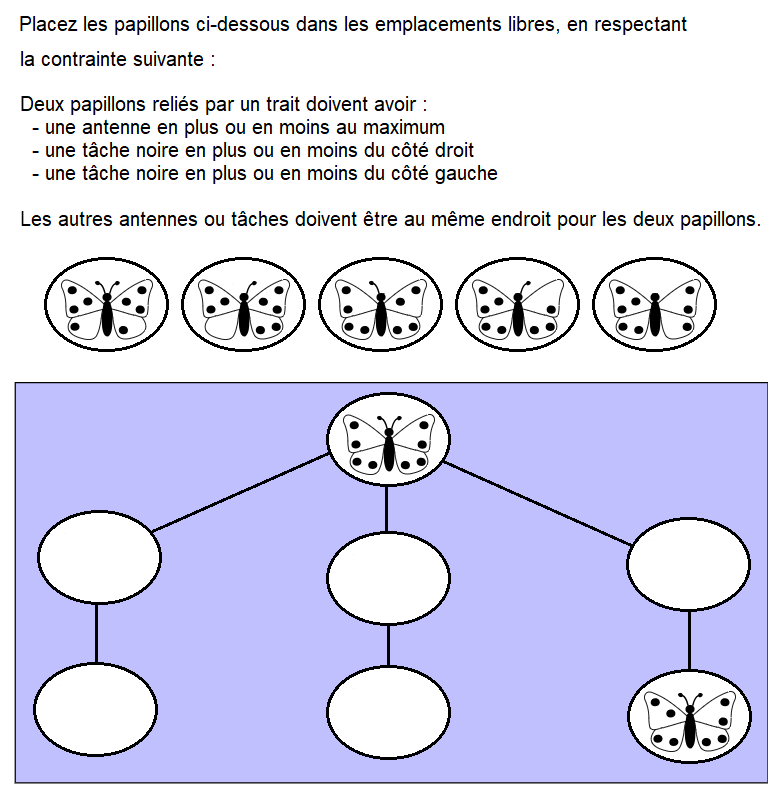 Placez les papillons ci-dessous dans les emplacements libres, en respectant
la contrainte suivante :
Deux papillons reliés par un trait doivent avoir :
- une antenne en plus ou en moins au maximum
- une tâche noire en plus ou en moins du côté droit
- une tâche noire en plus ou en moins du côté gauche
Les autres antennes ou tâches doivent être au même endroit pour les deux papillons.